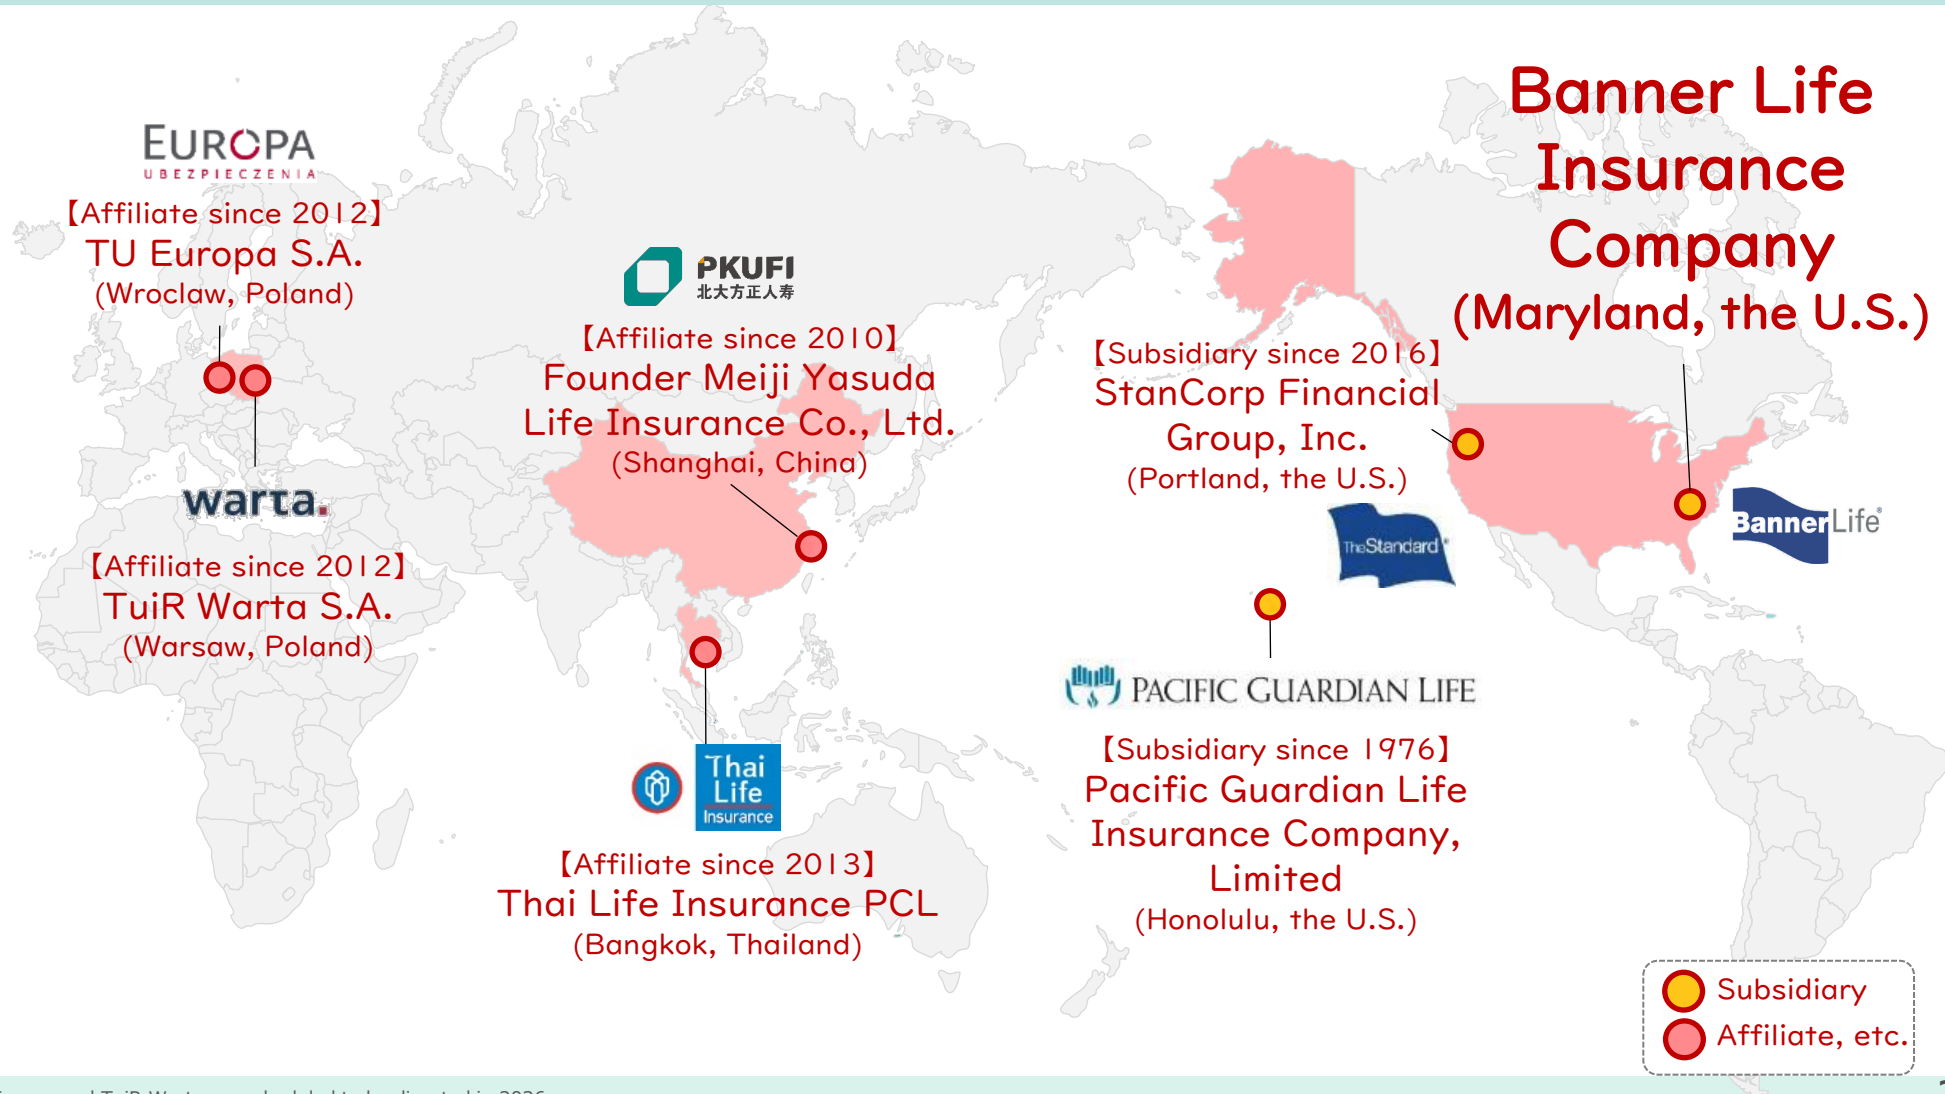 Banner Life
Insurance
Company
(Maryland, the U.S.)
EUROPA
UBEZPIECZENIA
【Affiliate since 2012】
TU Europa S.A.
(Wroclaw, Poland)
PKUFI
北大方正人寿
【Affiliate since 2010】
Founder Meiji Yasuda
Life Insurance Co., Ltd.
(Shanghai, China)
【Subsidiary since 2016】
StanCorp Financial
Group, Inc.
(Portland, the U.S.)
TheStandard
BannerLife
warta.
【Affiliate since 2012】
TuiR Warta S.A.
(Warsaw, Poland)
PACIFIC GUARDIAN LIFE
【Subsidiary since 1976】
Pacific Guardian Life
Insurance Company,
Limited
(Honolulu, the U.S.)
Thai
Life
Insurance
【Affiliate since 2013】
Thai Life Insurance PCL
(Bangkok, Thailand)
Subsidiary
Affiliate, etc.